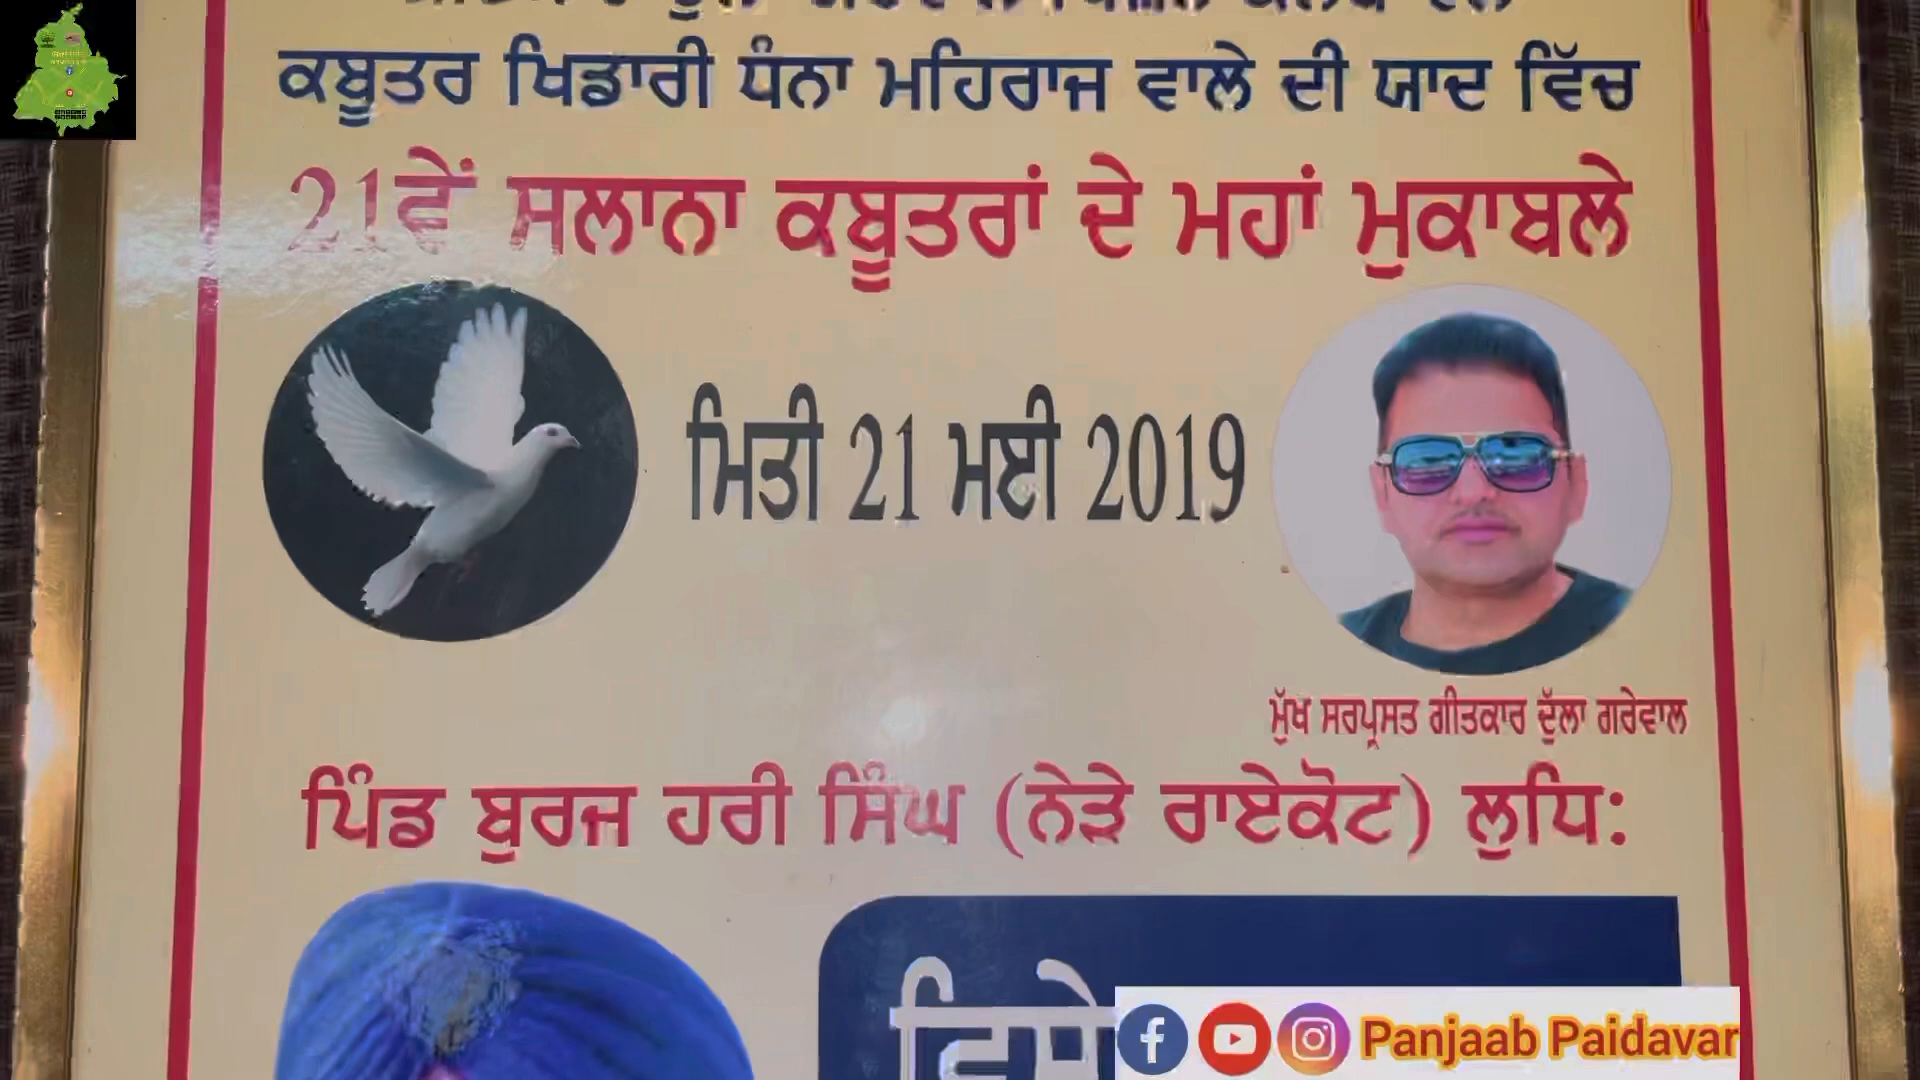 ਕਬੂਤਰ ਖਿਡਾਰੀ ਧੰਨਾ ਮਹਿਰਾਜ ਵਾਲੇ ਦੀ ਯਾਦ ਵਿੱਚ
21ਵੇਂ ਸਲਾਨਾ ਕਬੂਤਰਾਂ ਦੇ ਮਹਾਂ ਮੁਕਾਬਲੇ
ਮਿਤੀ 21 ਮਈ 2019
ਮੁੱਖ ਸਰਪ੍ਰਸਤ ਗੀਤਕਾਰ ਦੁੱਲਾ ਗਰੇਵਾਲ
ਪਿੰਡ ਬੁਰਜ ਹਰੀ ਸਿੰਘ (ਨੇੜੇ ਰਾਏਕੋਟ) ਲੁਧਿ:
Panjaab Paidavar